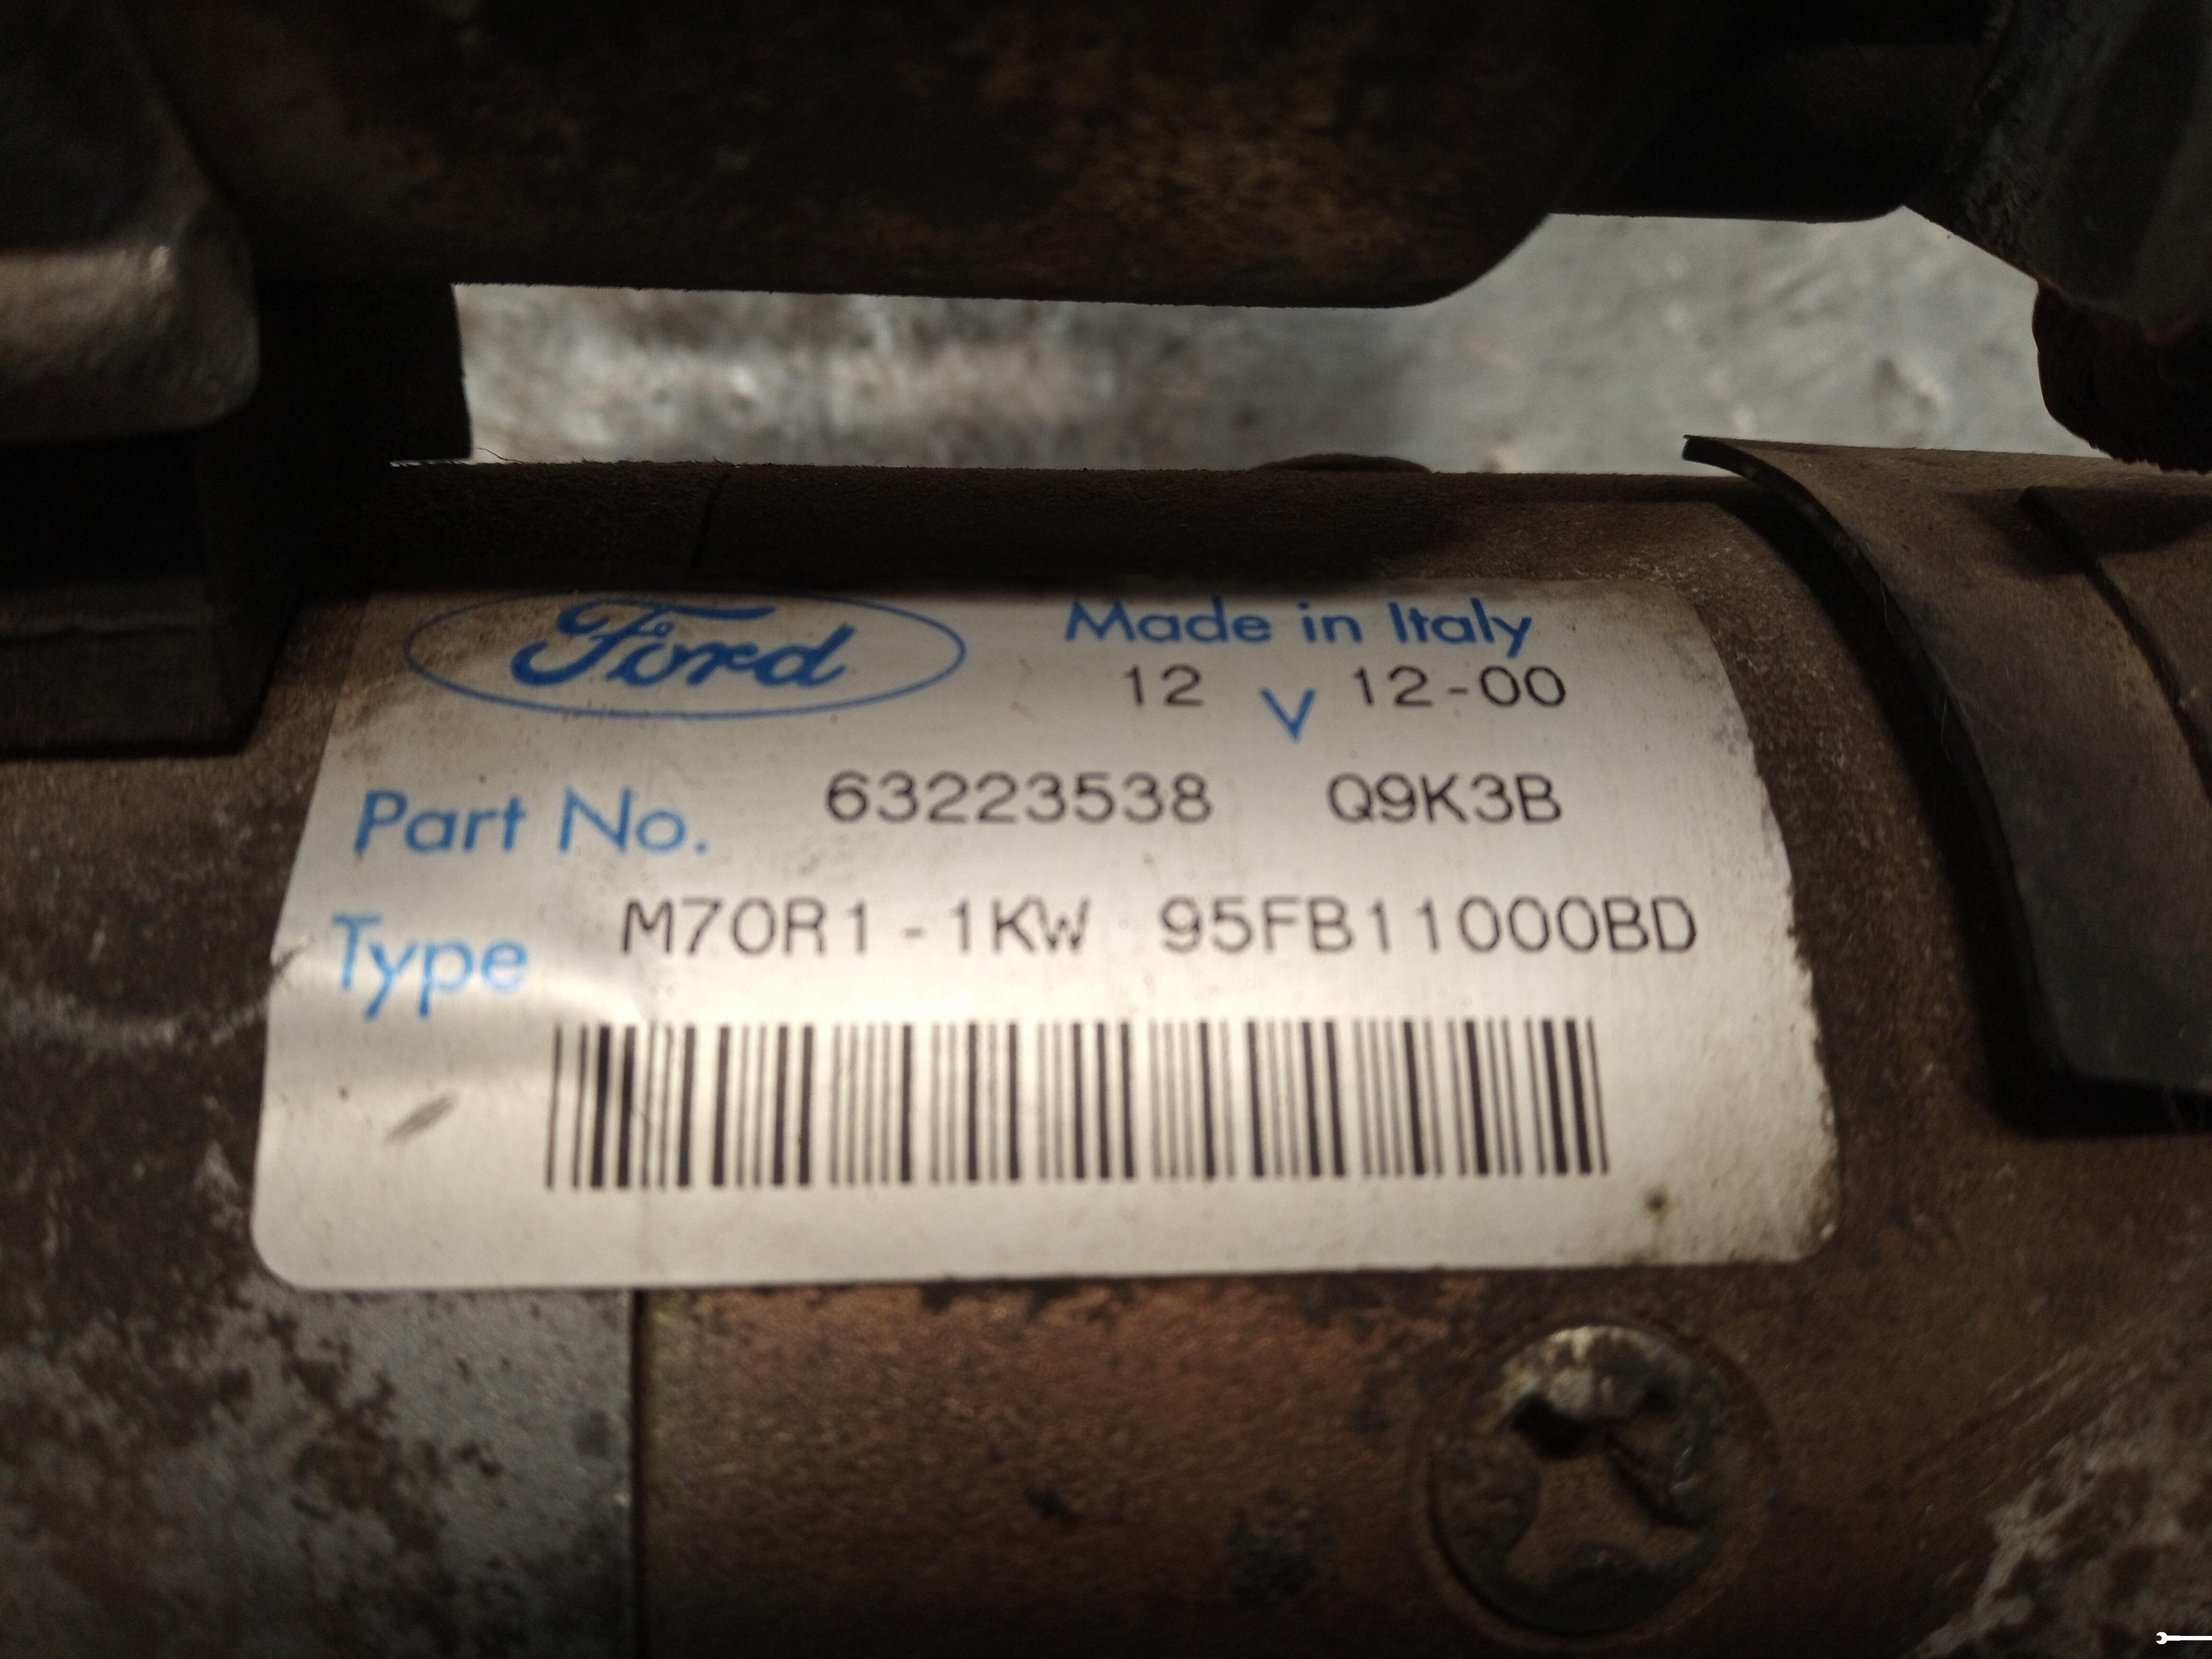 Ford Made in Italy
12 V 12-00
Part No. 63223538 Q9K3B
Type M70R1-1KW 95FB11000BD